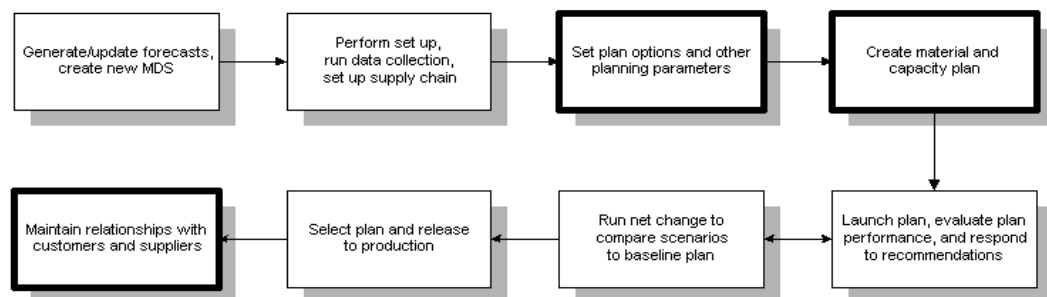 Generate/update forecasts,
create new MDS
Perform set up,
run data collection,
set up supply chain
Set plan options and other
planning parameters
Create material and
capacity plan
Maintain relationships with
customers and suppliers
Select plan and release
to production
Run net change to
compare scenarios
to baseline plan
Launch plan, evaluate plan
performance, and respond
to recommendations